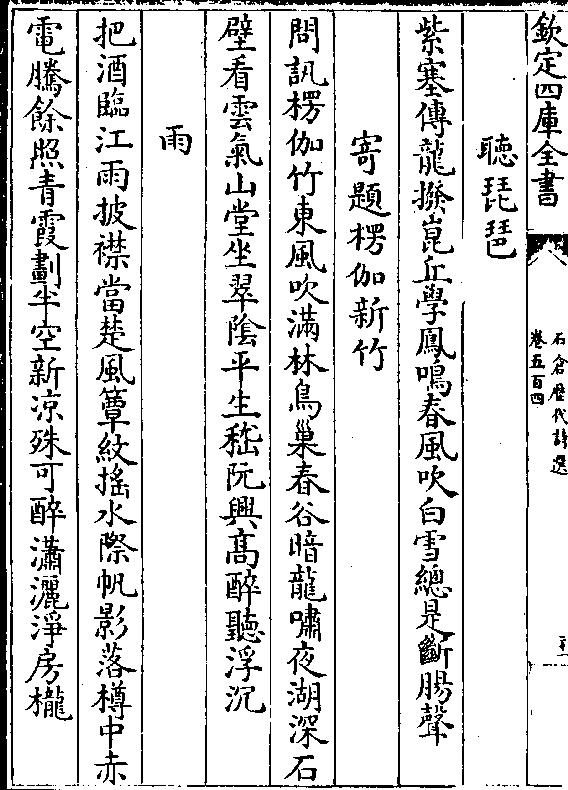 欽定四庫全書
石倉歷代詩選
卷五百四
聽琵琶
紫塞傳龍撥崑丘學鳳鳴春風吹白雪總是斷腸聲
寄題楞伽新竹
問訊楞伽竹東風吹滿林鳥巢春谷暗龍嘯夜湖深石
壁看雲氣山堂坐翠陰平生嵇阮興髙醉聽浮沉
雨
把酒臨江雨披襟當楚風簟紋搖水際帆影落樽中赤
電騰餘照青霞劃半空新凉殊可醉瀟灑淨房櫳